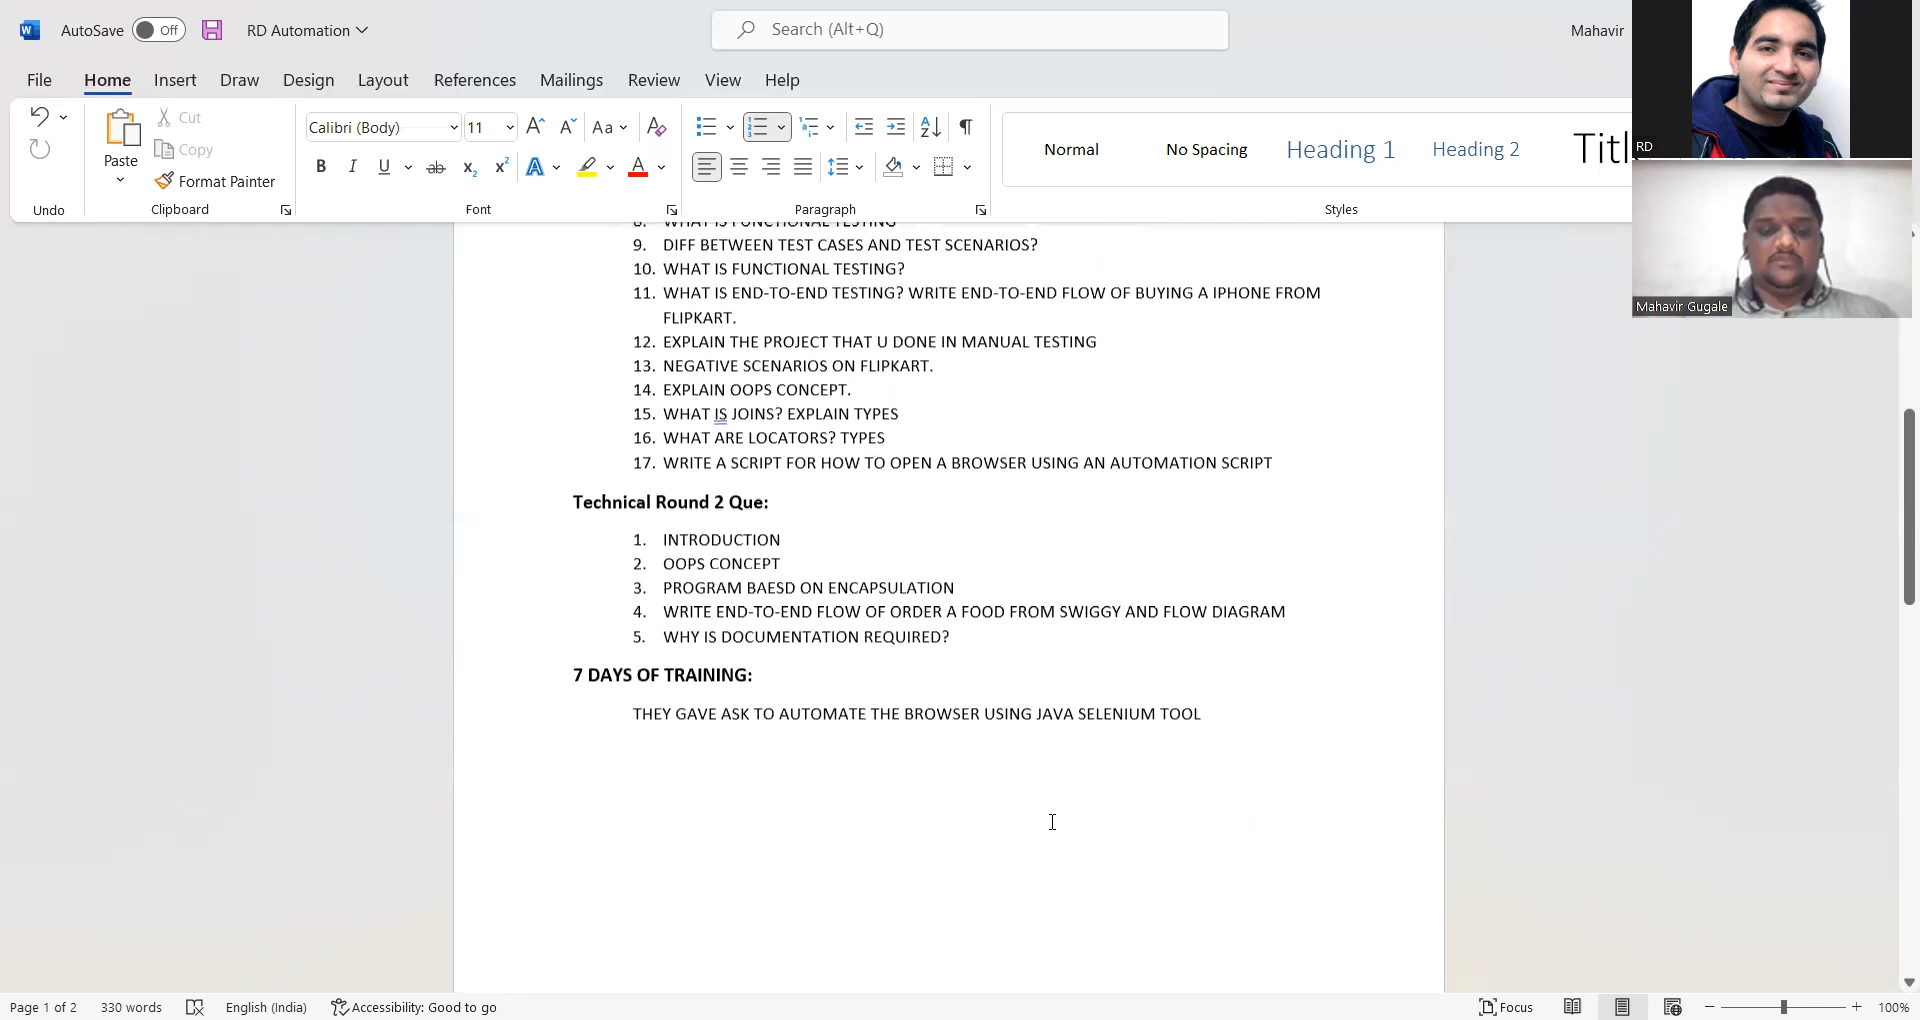 AutoSave Off RD Automation Search (Alt+Q) Mahavir
File Home Insert Draw Design Layout References Mailings Review View Help
Paste Cut Copy Format Painter
Calibri (Body) 11 Aa
Normal No Spacing Heading 1 Heading 2 Titl
Undo Clipboard Font Paragraph Styles
RD
Mahavir Gugale
8. WHAT IS FUNCTIONAL TESTING
9. DIFF BETWEEN TEST CASES AND TEST SCENARIOS?
10. WHAT IS FUNCTIONAL TESTING?
11. WHAT IS END-TO-END TESTING? WRITE END-TO-END FLOW OF BUYING A IPHONE FROM
FLIPKART.
12. EXPLAIN THE PROJECT THAT U DONE IN MANUAL TESTING
13. NEGATIVE SCENARIOS ON FLIPKART.
14. EXPLAIN OOPS CONCEPT.
15. WHAT IS JOINS? EXPLAIN TYPES
16. WHAT ARE LOCATORS? TYPES
17. WRITE A SCRIPT FOR HOW TO OPEN A BROWSER USING AN AUTOMATION SCRIPT
Technical Round 2 Que:
1. INTRODUCTION
2. OOPS CONCEPT
3. PROGRAM BAESD ON ENCAPSULATION
4. WRITE END-TO-END FLOW OF ORDER A FOOD FROM SWIGGY AND FLOW DIAGRAM
5. WHY IS DOCUMENTATION REQUIRED?
7 DAYS OF TRAINING:
THEY GAVE ASK TO AUTOMATE THE BROWSER USING JAVA SELENIUM TOOL
Page 1 of 2 330 words English (India) Accessibility: Good to go Focus 100%